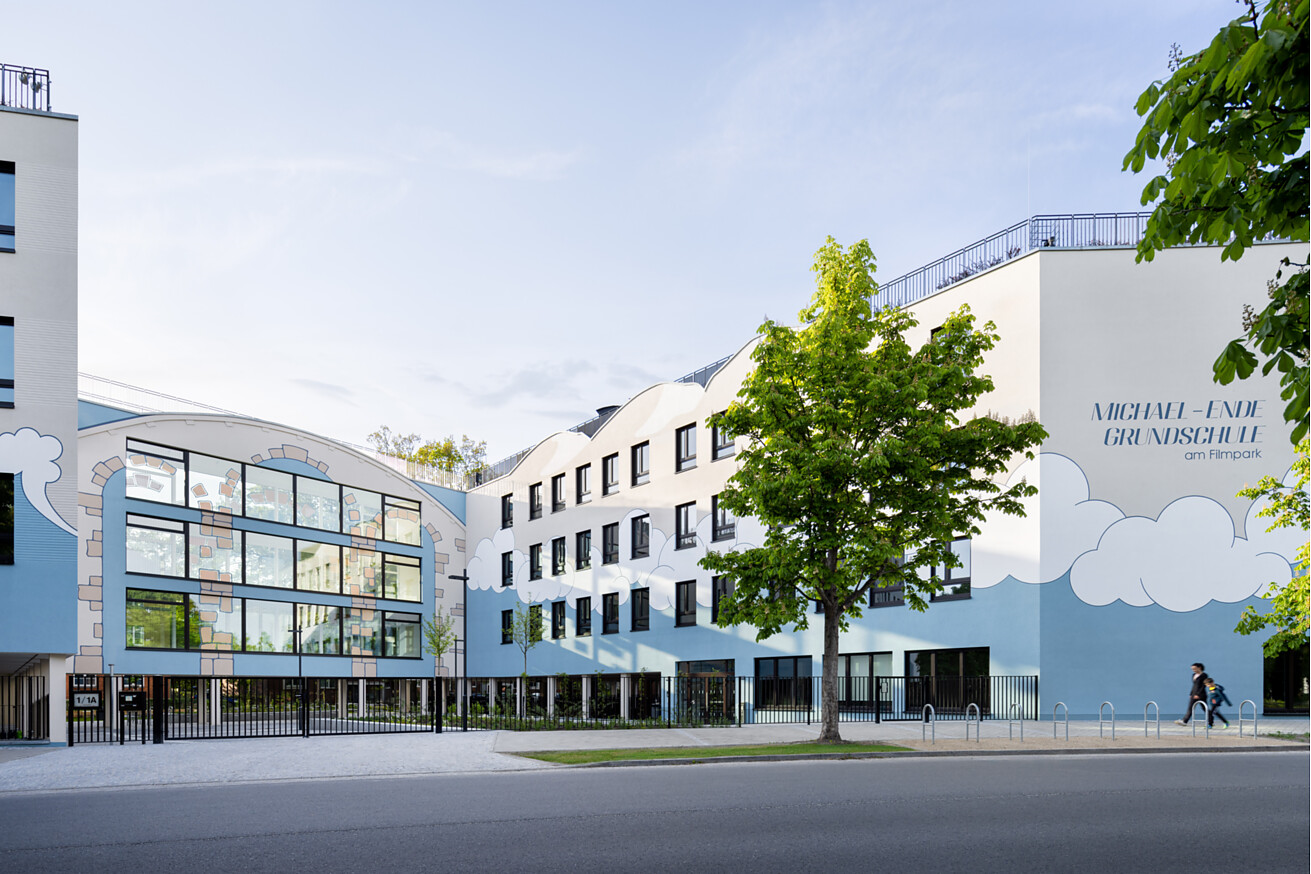 MICHAEL-ENDE
GRUNDSCHULE
am Filmpark
1/1A